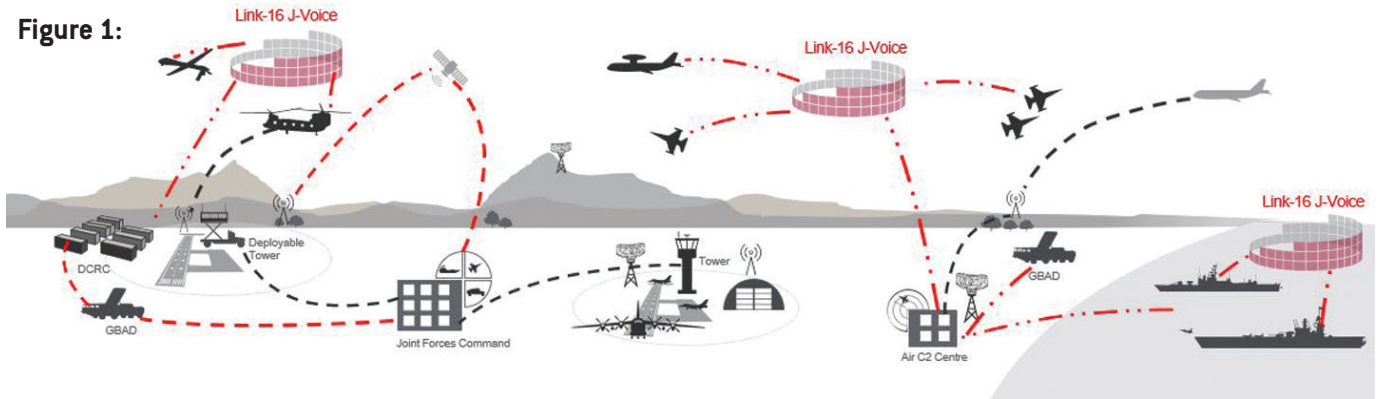 Figure 1:
Link-16 J-Voice
Link-16 J-Voice
Link-16 J-Voice
DCRC
Deployable
Tower
GBAD
Joint Forces Command
Tower
GBAD
Air C2 Centre